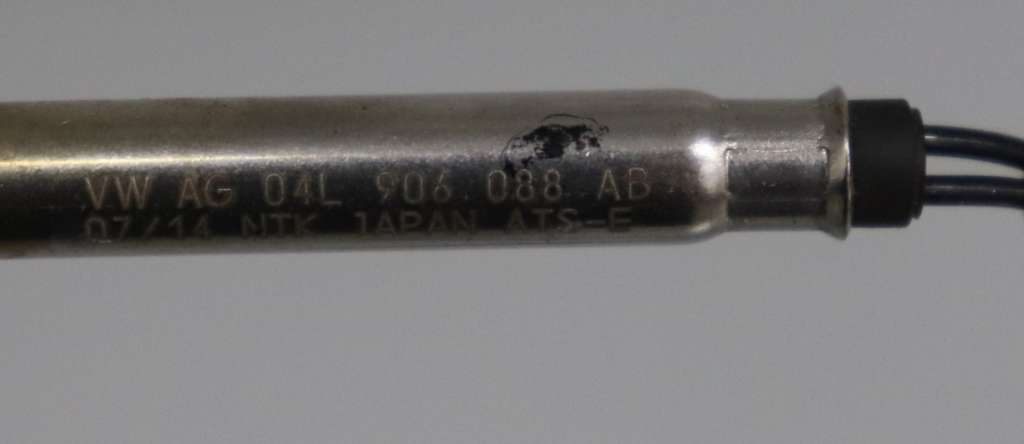 VW AG 04L 906 088 AB
07/14 NTK JAPAN ATS-E